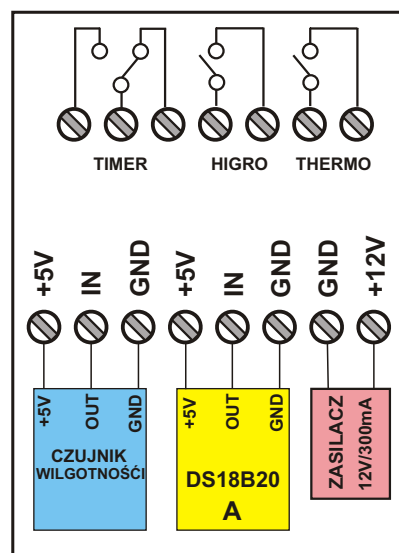 TIMER HIGRO THERMO
+5V IN GND +5V IN GND GND +12V
+5V OUT GND
CZUJNIK
WILGOTNOŚĆI
+5V OUT GND
DS18B20
A
ZASILACZ
12V/300mA